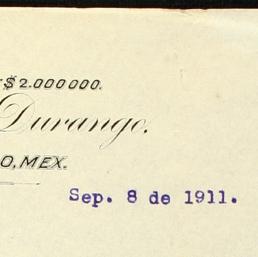 $2.000000.
Durango.
O, MEX.
Sep. 8 de 1911.